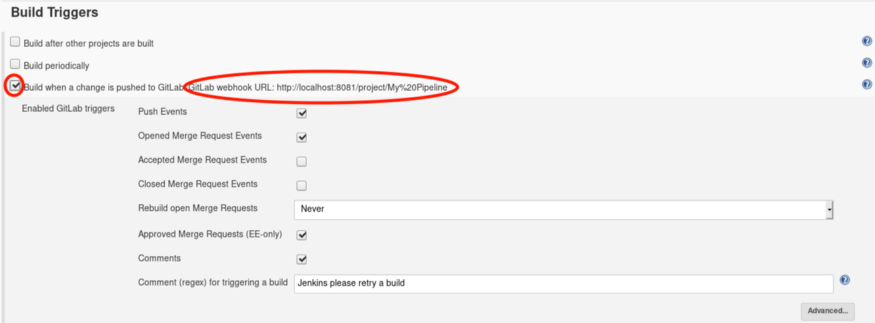 Build Triggers
Build after other projects are built
Build periodically
Build when a change is pushed to GitLab. GitLab webhook URL: http://localhost:8081/project/My%20Pipeline
Enabled GitLab triggers
Push Events
Opened Merge Request Events
Accepted Merge Request Events
Closed Merge Request Events
Rebuild open Merge Requests Never
Approved Merge Requests (EE-only)
Comments
Comment (regex) for triggering a build Jenkins please retry a build
Advanced...